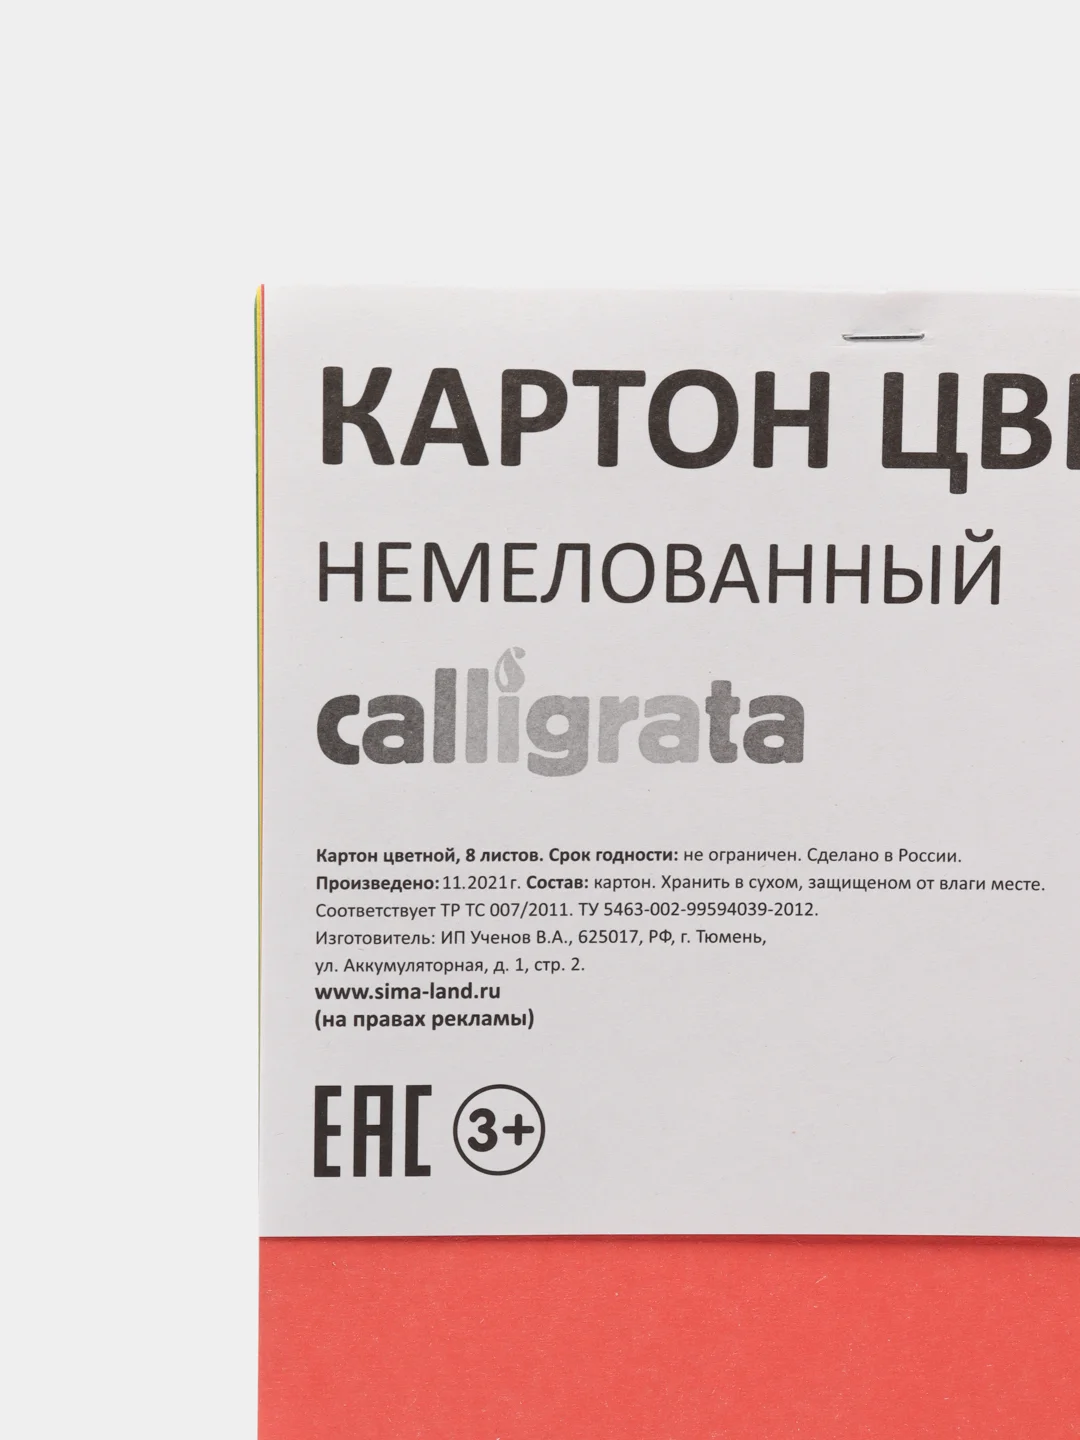 КАРТОН ЦВ
НЕМЕЛОВАННЫЙ
calligrata
Картон цветной, 8 листов. Срок годности: не ограничен. Сделано в России.
Произведено: 11.2021г. Состав: картон. Хранить в сухом, защищеном от влаги месте.
Соответствует ТР ТС 007/2011. ТУ 5463-002-99594039-2012.
Изготовитель: ИП Ученов В.А., 625017, РФ, г. Тюмень,
ул. Аккумуляторная, д. 1, стр. 2.
www.sima-land.ru
(на правах рекламы)
ЕАС 3+